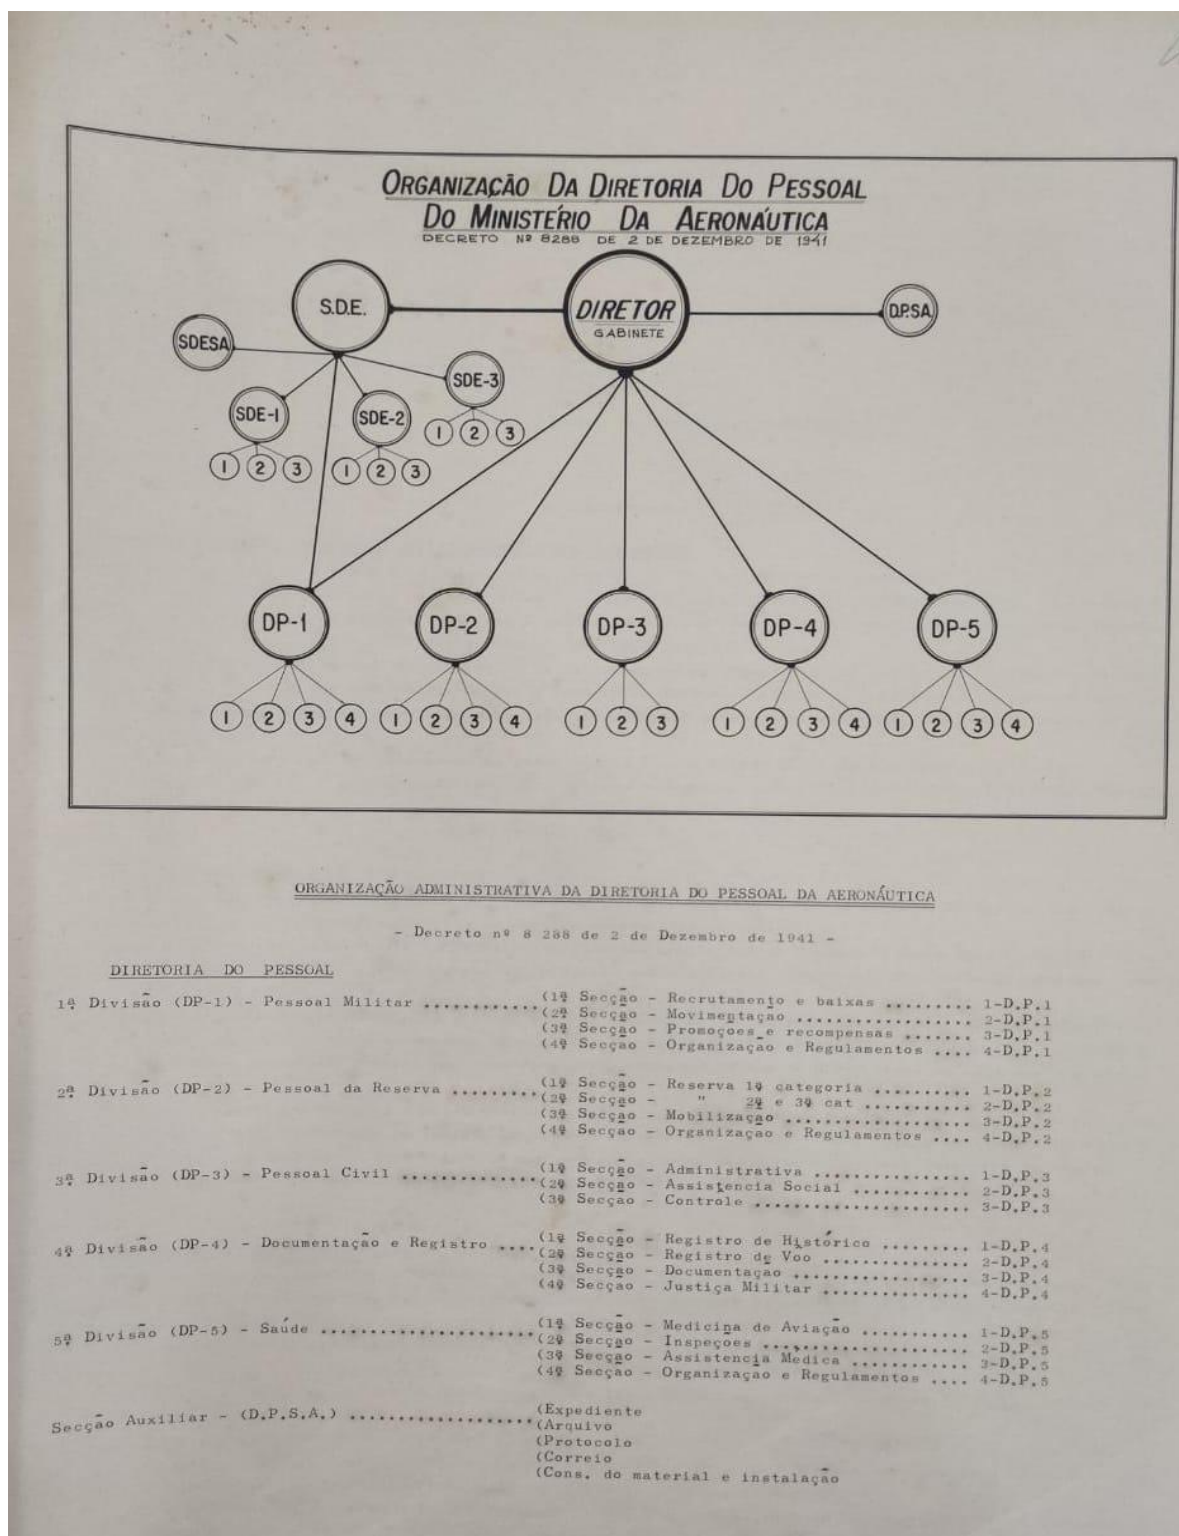 ORGANIZAÇÃO DA DIRETORIA DO PESSOAL
DO MINISTÉRIO DA AERONÁUTICA
DECRETO Nº 8288 DE 2 DE DEZEMBRO DE 1941
S.D.E.
DIRETOR
GABINETE
D.P.S.A
SDESA
SDE-3
SDE-1
SDE-2
1 2 3
1 2 3
1 2 3
DP-1
DP-2
DP-3
DP-4
DP-5
1 2 3 4
1 2 3 4
1 2 3
1 2 3 4
1 2 3 4
ORGANIZAÇÃO ADMINISTRATIVA DA DIRETORIA DO PESSOAL DA AERONÁUTICA
- Decreto nº 8 288 de 2 de Dezembro de 1941 -
DIRETORIA DO PESSOAL
1ª Divisão (DP-1) - Pessoal Militar ............(1ª Secção - Recrutamento e baixas ......... 1-D.P.1
(2ª Secção - Movimentação .................. 2-D.P.1
(3ª Secção - Promoções e recompensas ....... 3-D.P.1
(4ª Secção - Organização e Regulamentos .... 4-D.P.1
2ª Divisão (DP-2) - Pessoal da Reserva .........(1ª Secção - Reserva 1ª categoria .......... 1-D.P.2
(2ª Secção - " 2ª e 3ª cat ........... 2-D.P.2
(3ª Secção - Mobilização ................... 3-D.P.2
(4ª Secção - Organização e Regulamentos .... 4-D.P.2
3ª Divisão (DP-3) - Pessoal Civil ..............(1ª Secção - Administrativa ................ 1-D.P.3
(2ª Secção - Assistencia Social ............ 2-D.P.3
(3ª Secção - Controle ...................... 3-D.P.3
4ª Divisão (DP-4) - Documentação e Registro ....(1ª Secção - Registro de Histórico ......... 1-D.P.4
(2ª Secção - Registro de Voo ............... 2-D.P.4
(3ª Secção - Documentação .................. 3-D.P.4
(4ª Secção - Justiça Militar ............... 4-D.P.4
5ª Divisão (DP-5) - Saúde ......................(1ª Secção - Medicina de Aviação ........... 1-D.P.5
(2ª Secção - Inspeções ..................... 2-D.P.5
(3ª Secção - Assistencia Médica ............ 3-D.P.5
(4ª Secção - Organização e Regulamentos .... 4-D.P.5
Secção Auxiliar - (D.P.S.A.) ...................(Expediente
(Arquivo
(Protocolo
(Correio
(Cons. do material e instalação